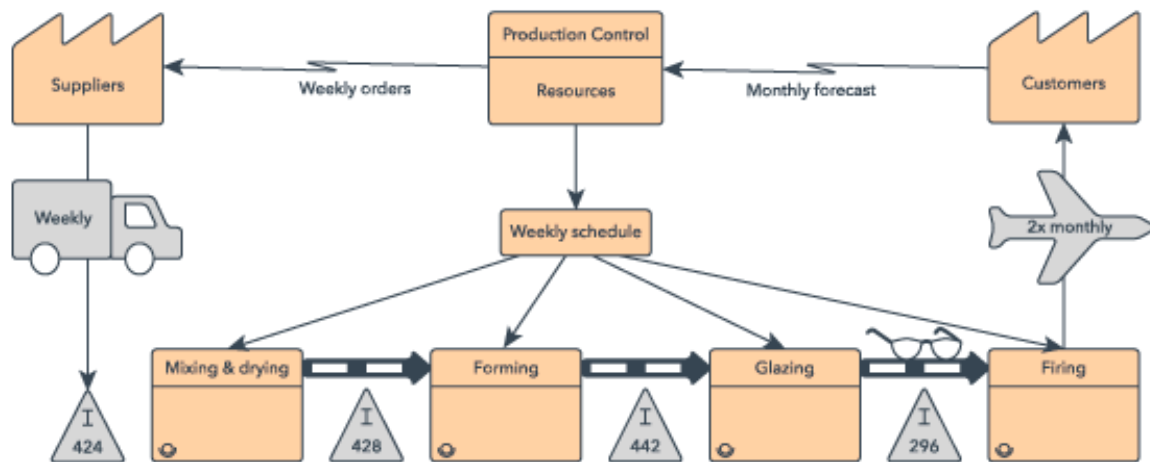 Production Control
Suppliers
Resources
Customers
Weekly orders
Monthly forecast
Weekly
Weekly schedule
2x monthly
Mixing & drying
Forming
Glazing
Firing
I
424
I
428
I
442
I
296